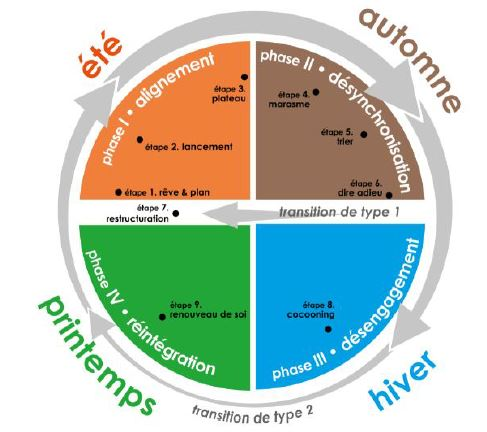 été
automne
phase I • alignement
phase II • désynchronisation
étape 3.
plateau
étape 4.
marasme
étape 2. lancement
étape 5.
trier
étape 1. rêve & plan
étape 6.
dire adieu
étape 7.
restructuration
transition de type 1
phase IV • réintégration
phase III • désengagement
étape 9.
renouveau de soi
étape 8.
cocooning
printemps
hiver
transition de type 2